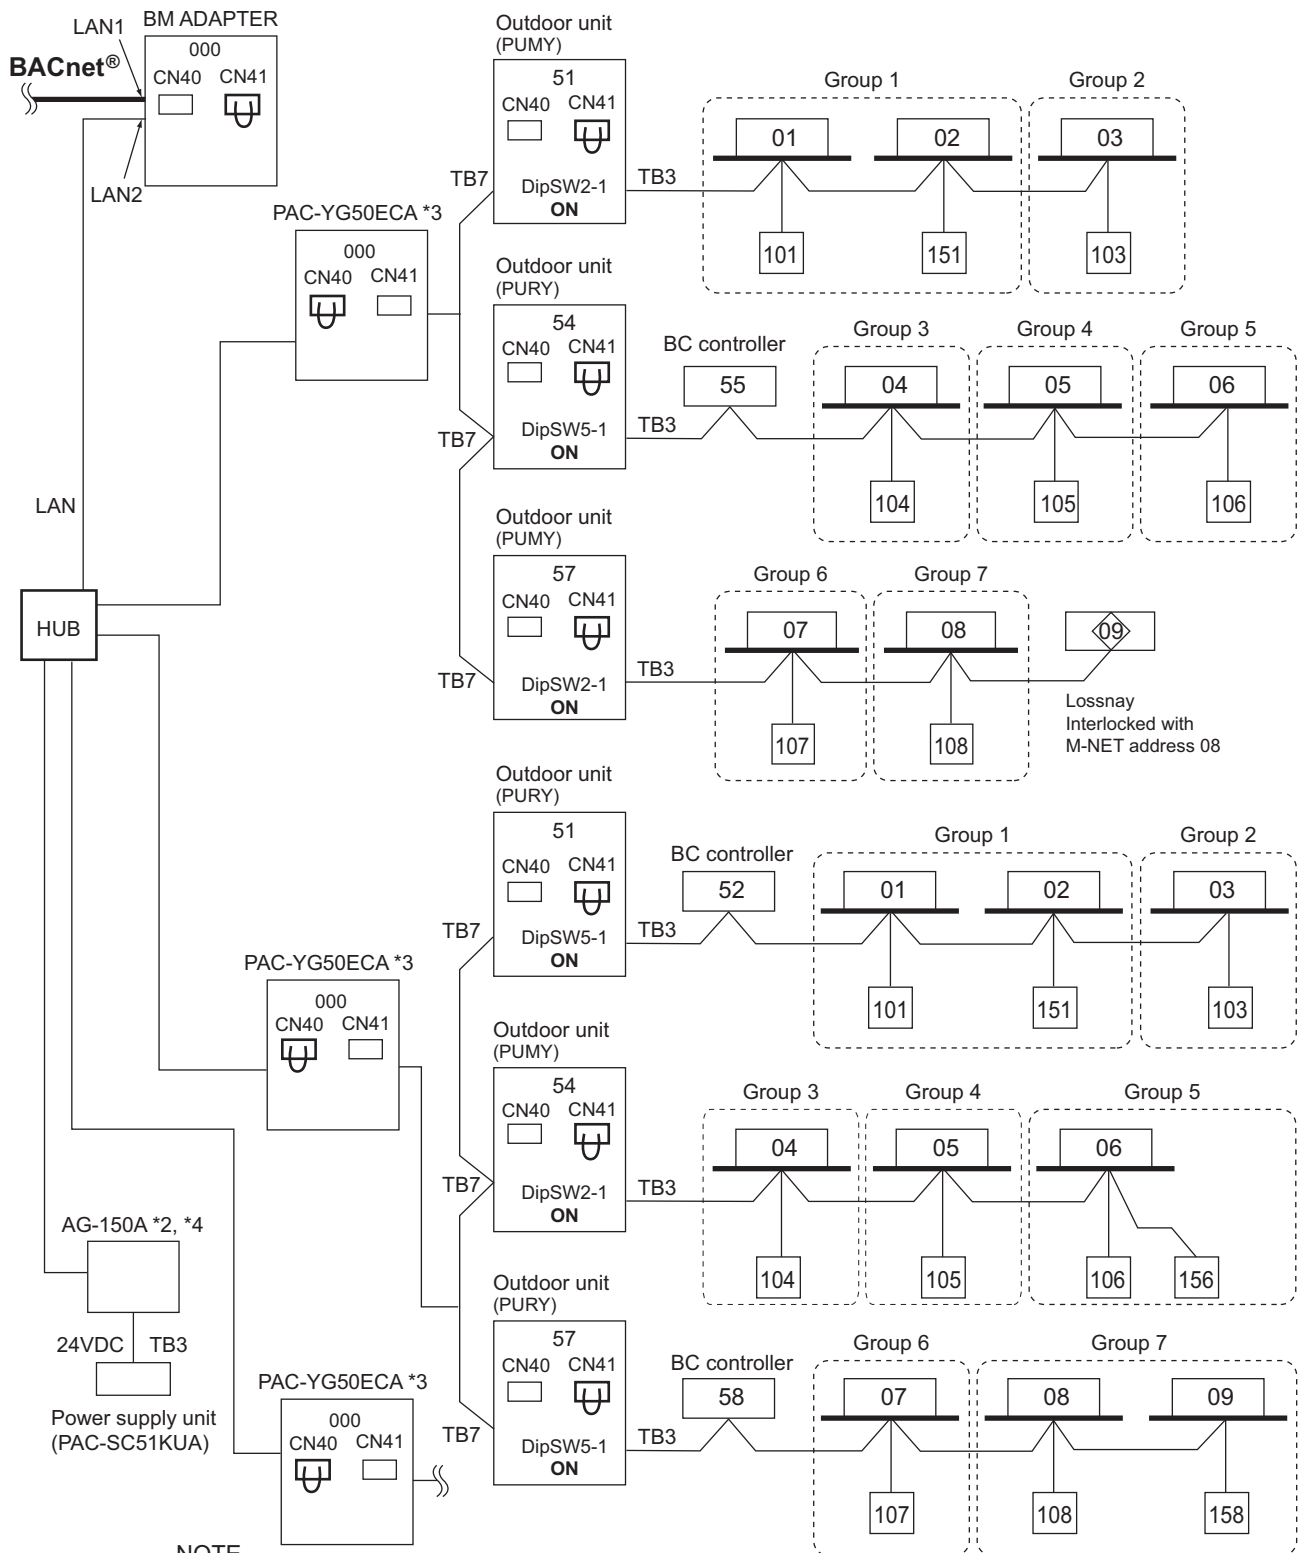 LAN1
BM ADAPTER
BACnet®
000
CN40 CN41
LAN2
Outdoor unit
(PUMY)
51
CN40 CN41
DipSW2-1
ON
TB7
TB3
Group 1
Group 2
01
02
03
101
151
103
PAC-YG50ECA *3
000
CN40 CN41
Outdoor unit
(PURY)
54
CN40 CN41
DipSW5-1
ON
TB7
TB3
BC controller
55
Group 3
Group 4
Group 5
04
05
06
104
105
106
LAN
HUB
Outdoor unit
(PUMY)
57
CN40 CN41
DipSW2-1
ON
TB7
TB3
Group 6
Group 7
07
08
09
107
108
Lossnay
Interlocked with
M-NET address 08
Outdoor unit
(PURY)
51
CN40 CN41
DipSW5-1
ON
TB7
TB3
BC controller
52
Group 1
Group 2
01
02
03
101
151
103
PAC-YG50ECA *3
000
CN40 CN41
Outdoor unit
(PUMY)
54
CN40 CN41
DipSW2-1
ON
TB7
TB3
Group 3
Group 4
Group 5
04
05
06
104
105
106
156
AG-150A *2, *4
24VDC TB3
Power supply unit
(PAC-SC51KUA)
Outdoor unit
(PURY)
57
CN40 CN41
DipSW5-1
ON
TB7
TB3
BC controller
58
Group 6
Group 7
07
08
09
107
108
158
PAC-YG50ECA *3
000
CN40 CN41
NOTE